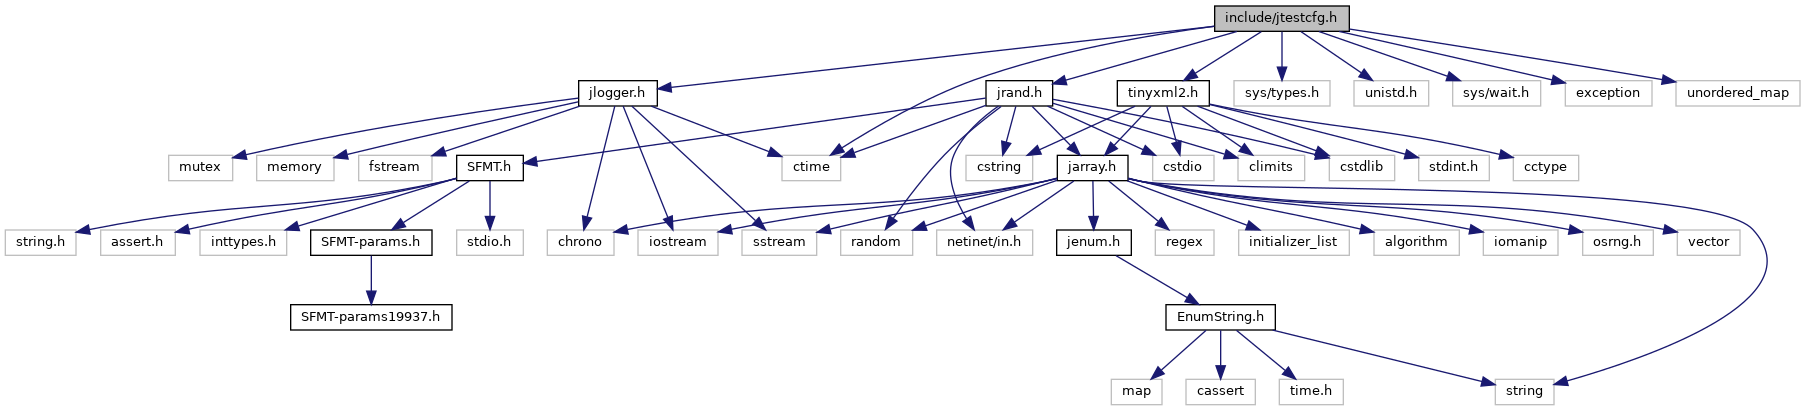 include/jtestcfg.h
jlogger.h
jrand.h
tinyxml2.h
sys/types.h
unistd.h
sys/wait.h
exception
unordered_map
mutex
memory
fstream
SFMT.h
ctime
cstring
jarray.h
cstdio
climits
cstdlib
stdint.h
cctype
string.h
assert.h
inttypes.h
SFMT-params.h
stdio.h
chrono
iostream
sstream
random
netinet/in.h
jenum.h
regex
initializer_list
algorithm
iomanip
osrng.h
vector
SFMT-params19937.h
EnumString.h
map
cassert
time.h
string